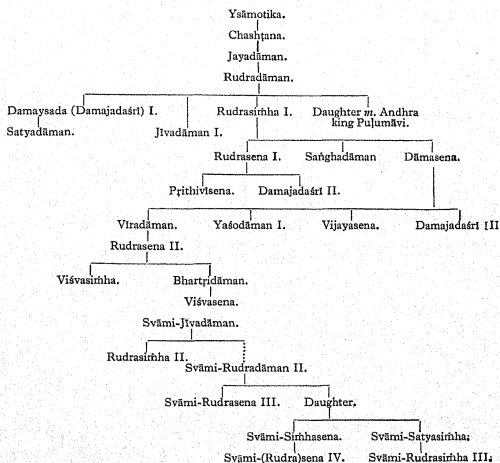 Ysāmotika.
Chashṭana.
Jayadāman.
Rudradāman.
Damaysada (Damajadaśrī) I. Jīvadāman I. Rudrasiṁha I. Daughter m. Andhra
king Puḷumāvi.
Satyadāman.
Rudrasena I. Saṅghadāman Dāmasena.
Pṛithivīsena. Damajadaśrī II.
Vīradāman. Yaśodāman I. Vijayasena. Damajadaśrī III
Rudrasena II.
Viśvasiṁha. Bhartṛidāman.
Viśvasena.
Svāmi-Jīvadāman.
Rudrasiṁha II.
Svāmi-Rudradāman II.
Svāmi-Rudrasena III. Daughter.
Svāmi-Siṁhasena. Svāmi-Satyasiṁha.
Svāmi-(Rudra)sena IV. Svāmi-Rudrasiṁha III.